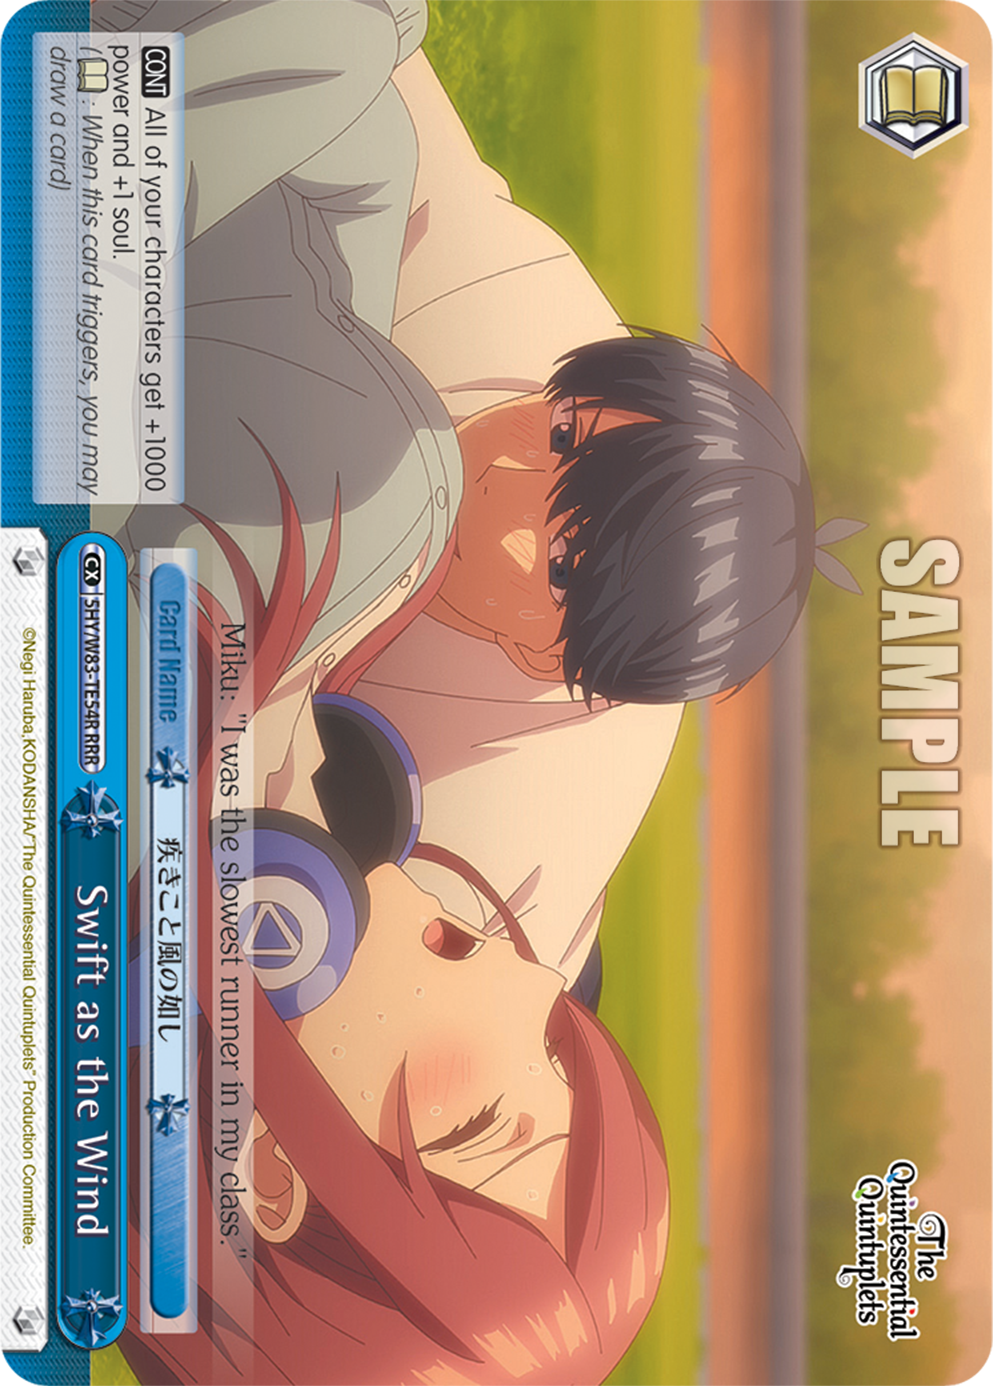 SAMPLE
The
Quintessential
Quintuplets
Miku: "I was the slowest runner in my class."
CONT All of your characters get +1000
power and +1 soul.
( : When this card triggers, you may
draw a card)
Card Name
疾きこと風の如し
CX 5HY/W83-TE54R RRR
Swift as the Wind
©Negi Haruba,KODANSHA/"The Quintessential Quintuplets" Production Committee.